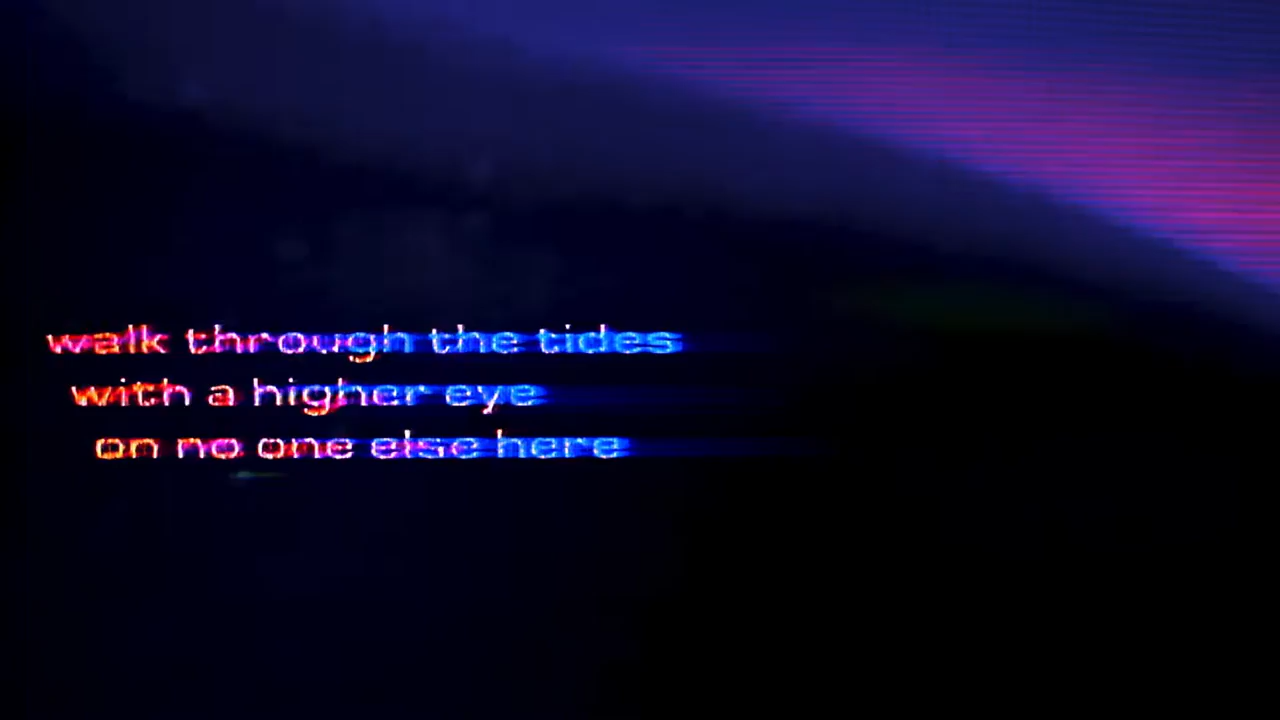 walk through the tides
with a higher eye
on no one else here